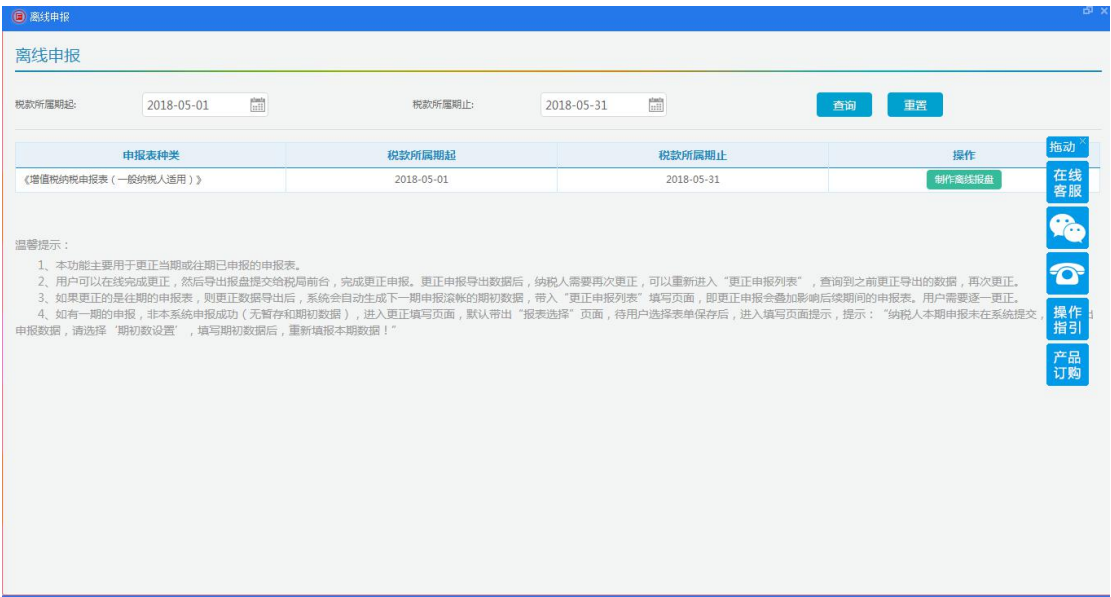 离线申报
离线申报
税款所属期起: 2018-05-01 税款所属期止: 2018-05-31 查询 重置
申报表种类 税款所属期起 税款所属期止 操作
《增值税纳税申报表（一般纳税人适用）》 2018-05-01 2018-05-31 制作离线报盘
拖动
在线
客服
操作
指引
产品
订购
温馨提示：
1、本功能主要用于更正当期或往期已申报的申报表。
2、用户可以在线完成更正，然后导出报盘提交给税局前台，完成更正申报。更正申报导出数据后，纳税人需要再次更正，可以重新进入“更正申报列表”，查询到之前更正导出的数据，再次更正。
3、如果更正的是往期的申报表，则更正数据导出后，系统会自动生成下一期申报滚帐的期初数据，带入“更正申报列表”填写页面，即更正申报会叠加影响后续期间的申报表。用户需要逐一更正。
4、如有一期的申报，非本系统申报成功（无暂存和期初数据），进入更正填写页面，默认带出“报表选择”页面，待用户选择表单保存后，进入填写页面提示，提示：“纳税人本期申报未在系统提交，
申报数据，请选择‘期初数设置’，填写期初数据后，重新填报本期数据！”